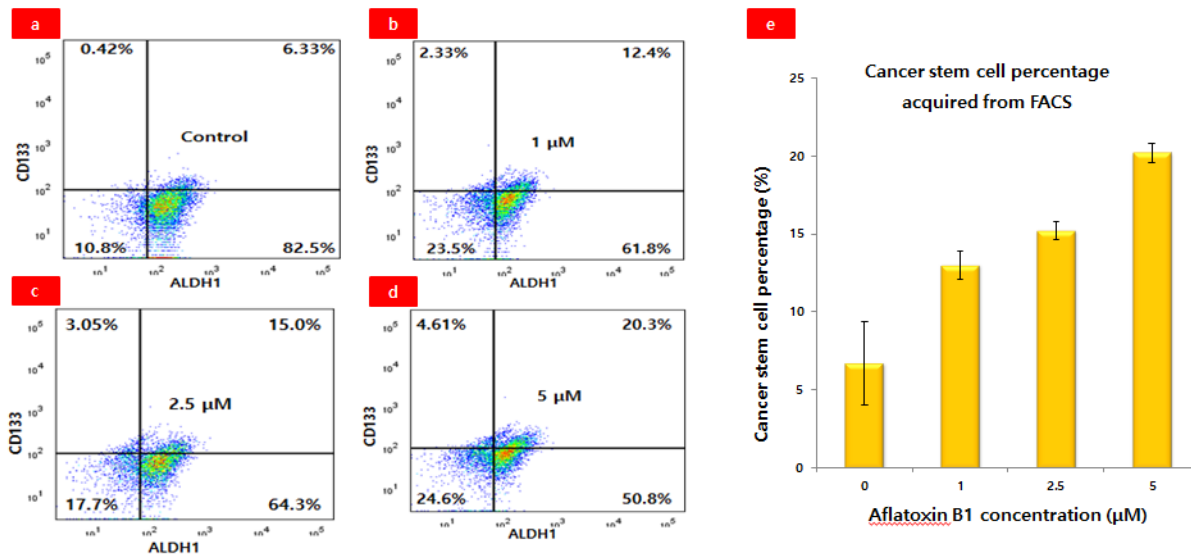 a
0.42% 6.33%
10⁵
10⁴
10³
10²
10¹
CD133
Control
10.8% 82.5%
10¹ 10² 10³ 10⁴ 10⁵
ALDH1
b
2.33% 12.4%
10⁵
10⁴
10³
10²
10¹
CD133
1 μM
23.5% 61.8%
10¹ 10² 10³ 10⁴ 10⁵
ALDH1
c
3.05% 15.0%
10⁵
10⁴
10³
10²
10¹
CD133
2.5 μM
17.7% 64.3%
10¹ 10² 10³ 10⁴ 10⁵
ALDH1
d
4.61% 20.3%
10⁵
10⁴
10³
10²
10¹
CD133
5 μM
24.6% 50.8%
10¹ 10² 10³ 10⁴ 10⁵
ALDH1
e
Cancer stem cell percentage
acquired from FACS
25
20
15
10
5
0
Cancer stem cell percentage (%)
0 1 2.5 5
Aflatoxin B1 concentration (μM)